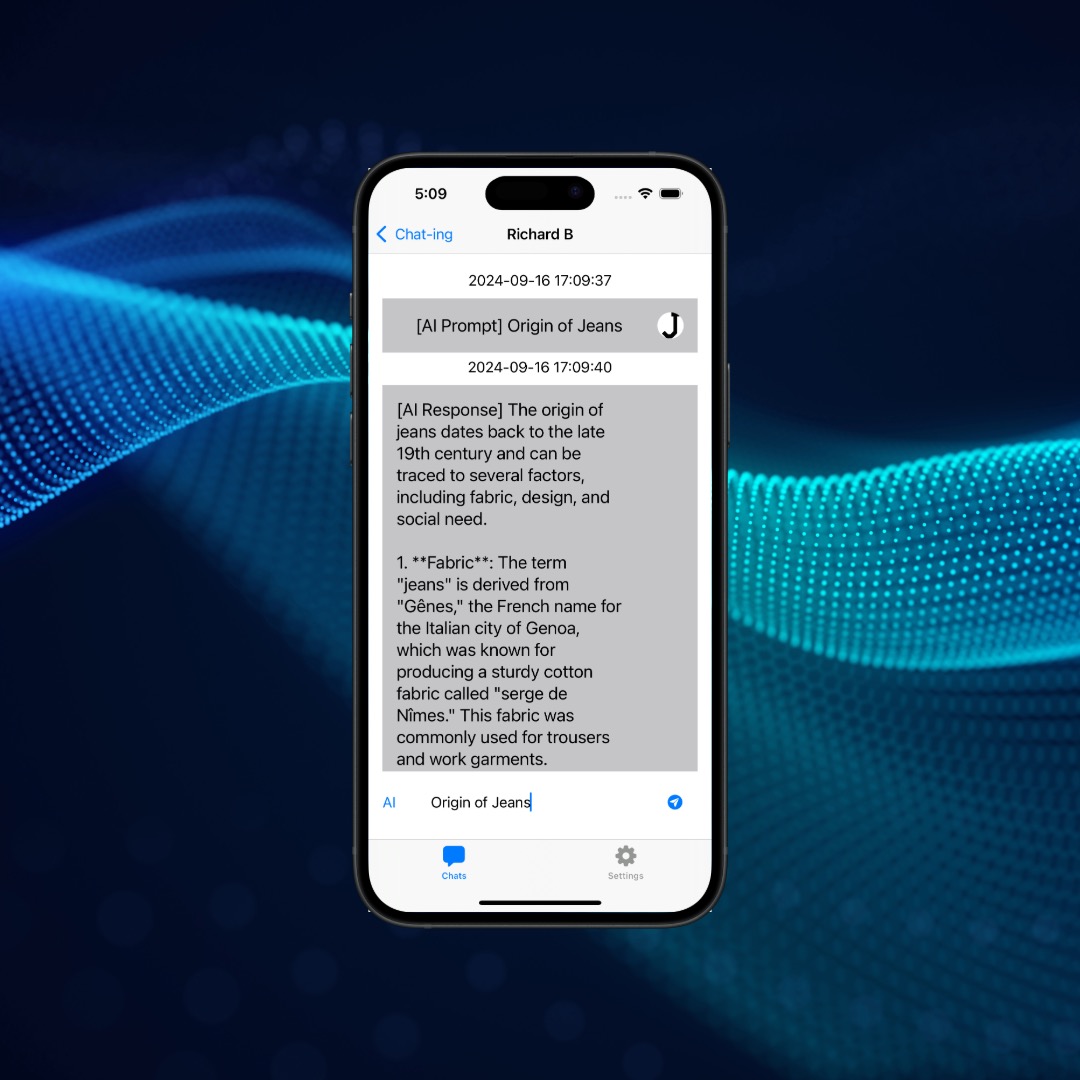 5:09
Chat-ing
Richard B
2024-09-16 17:09:37
[AI Prompt] Origin of Jeans
J
2024-09-16 17:09:40
[AI Response] The origin of
jeans dates back to the late
19th century and can be
traced to several factors,
including fabric, design, and
social need.
1. **Fabric**: The term
"jeans" is derived from
"Gênes," the French name for
the Italian city of Genoa,
which was known for
producing a sturdy cotton
fabric called "serge de
Nîmes." This fabric was
commonly used for trousers
and work garments.
AI
Origin of Jeans
Chats
Settings